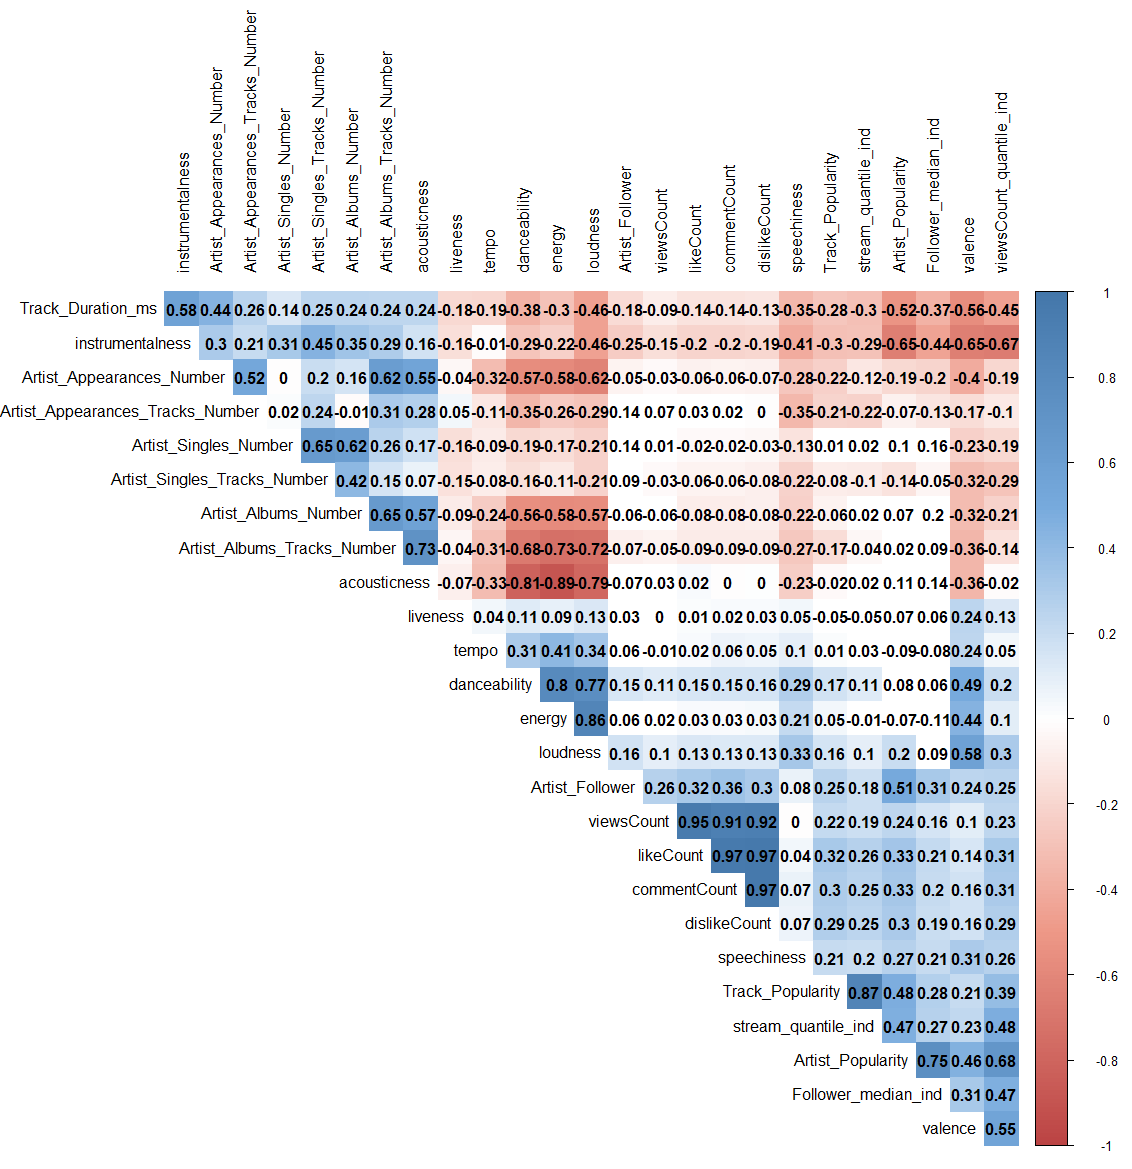 instrumentalness
Artist_Appearances_Number
Artist_Appearances_Tracks_Number
Artist_Singles_Number
Artist_Singles_Tracks_Number
Artist_Albums_Number
Artist_Albums_Tracks_Number
acousticness
liveness
tempo
danceability
energy
loudness
Artist_Follower
viewsCount
likeCount
commentCount
dislikeCount
speechiness
Track_Popularity
stream_quantile_ind
Artist_Popularity
Follower_median_ind
valence
viewsCount_quantile_ind
Track_Duration_ms 0.58 0.44 0.26 0.14 0.25 0.24 0.24 0.24 -0.18 -0.19 -0.38 -0.3 -0.46 -0.18 -0.09 -0.14 -0.14 -0.13 -0.35 -0.28 -0.3 -0.52 -0.37 -0.56 -0.45
instrumentalness 0.3 0.21 0.31 0.45 0.35 0.29 0.16 -0.16 -0.01 -0.29 -0.22 -0.46 -0.25 -0.15 -0.2 -0.2 -0.19 -0.41 -0.3 -0.29 -0.65 -0.44 -0.65 -0.67
Artist_Appearances_Number 0.52 0 0.2 0.16 0.62 0.55 -0.04 -0.32 -0.57 -0.58 -0.62 -0.05 -0.03 -0.06 -0.06 -0.07 -0.28 -0.22 -0.12 -0.19 -0.2 -0.4 -0.19
Artist_Appearances_Tracks_Number 0.02 0.24 -0.01 0.31 0.28 0.05 -0.11 -0.35 -0.26 -0.29 0.14 0.07 0.03 0.02 0 -0.35 -0.21 -0.22 -0.07 -0.13 -0.17 -0.1
Artist_Singles_Number 0.65 0.62 0.26 0.17 -0.16 -0.09 -0.19 -0.17 -0.21 0.14 0.01 -0.02 -0.02 -0.03 -0.13 0.01 0.02 0.1 0.16 -0.23 -0.19
Artist_Singles_Tracks_Number 0.42 0.15 0.07 -0.15 -0.08 -0.16 -0.11 -0.21 0.09 -0.03 -0.06 -0.06 -0.08 -0.22 -0.08 -0.1 -0.14 -0.05 -0.32 -0.29
Artist_Albums_Number 0.65 0.57 -0.09 -0.24 -0.56 -0.58 -0.57 -0.06 -0.06 -0.08 -0.08 -0.08 -0.22 -0.06 0.02 0.07 0.2 -0.32 -0.21
Artist_Albums_Tracks_Number 0.73 -0.04 -0.31 -0.68 -0.73 -0.72 -0.07 -0.05 -0.09 -0.09 -0.09 -0.27 -0.17 -0.04 0.02 0.09 -0.36 -0.14
acousticness -0.07 -0.33 -0.81 -0.89 -0.79 -0.07 0.03 0.02 0 0 -0.23 -0.02 0.02 0.11 0.14 -0.36 -0.02
liveness 0.04 0.11 0.09 0.13 0.03 0 0.01 0.02 0.03 0.05 -0.05 -0.05 0.07 0.06 0.24 0.13
tempo 0.31 0.41 0.34 0.06 -0.01 0.02 0.06 0.05 0.1 0.01 0.03 -0.09 -0.08 0.24 0.05
danceability 0.8 0.77 0.15 0.11 0.15 0.15 0.16 0.29 0.17 0.11 0.08 0.06 0.49 0.2
energy 0.86 0.06 0.02 0.03 0.03 0.03 0.21 0.05 -0.01 -0.07 -0.11 0.44 0.1
loudness 0.16 0.1 0.13 0.13 0.13 0.33 0.16 0.1 0.2 0.09 0.58 0.3
Artist_Follower 0.26 0.32 0.36 0.3 0.08 0.25 0.18 0.51 0.31 0.24 0.25
viewsCount 0.95 0.91 0.92 0 0.22 0.19 0.24 0.16 0.1 0.23
likeCount 0.97 0.97 0.04 0.32 0.26 0.33 0.21 0.14 0.31
commentCount 0.97 0.07 0.3 0.25 0.33 0.2 0.16 0.31
dislikeCount 0.07 0.29 0.25 0.3 0.19 0.16 0.29
speechiness 0.21 0.2 0.27 0.21 0.31 0.26
Track_Popularity 0.87 0.48 0.28 0.21 0.39
stream_quantile_ind 0.47 0.27 0.23 0.48
Artist_Popularity 0.75 0.46 0.68
Follower_median_ind 0.31 0.47
valence 0.55
1
0.8
0.6
0.4
0.2
0
-0.2
-0.4
-0.6
-0.8
-1